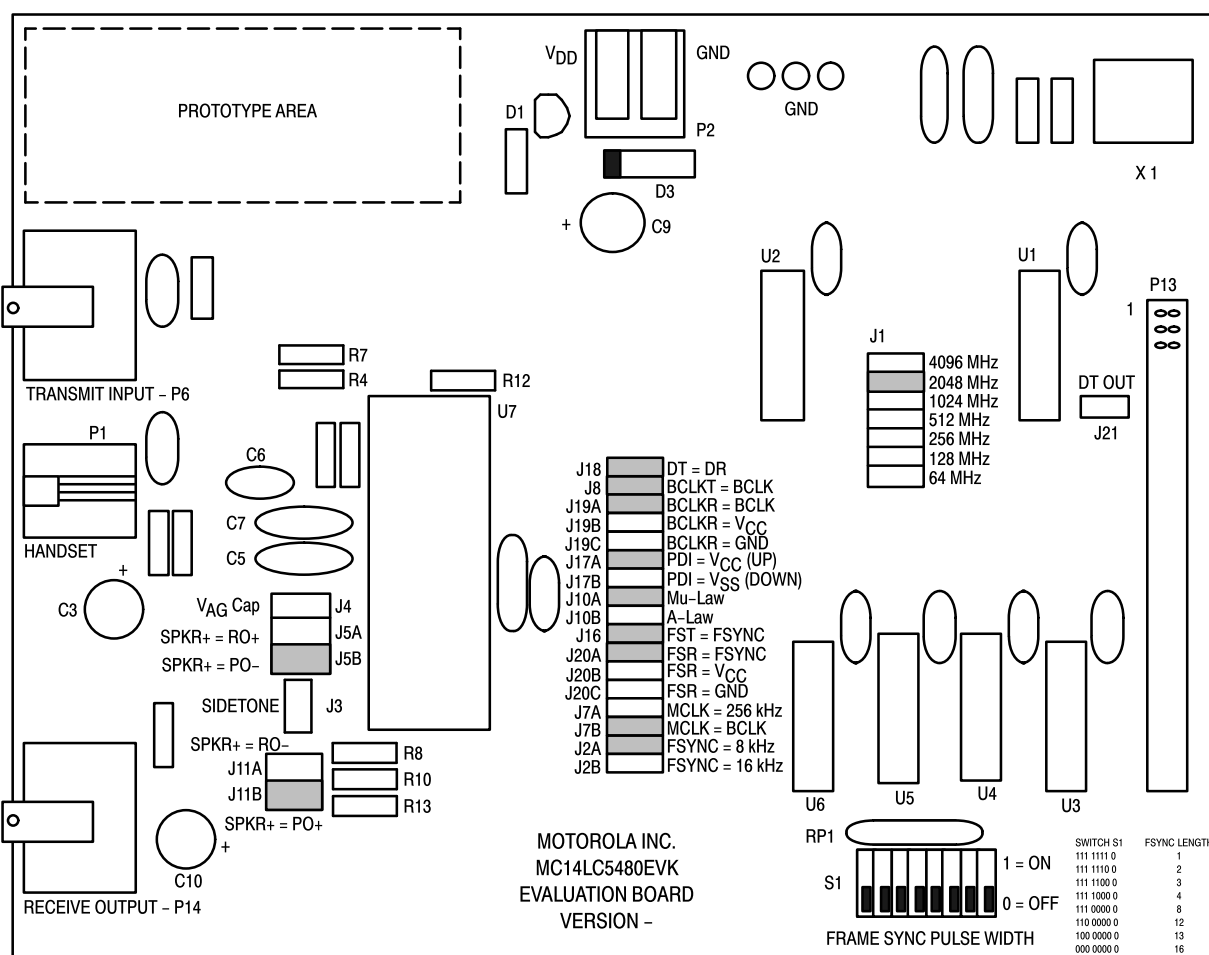 PROTOTYPE AREA
VDD
GND
D1
P2
D3
+
C9
GND
X 1
TRANSMIT INPUT – P6
U2
U1
P13
1
J1
4096 MHz
2048 MHz
1024 MHz
512 MHz
256 MHz
128 MHz
64 MHz
DT OUT
J21
R7
R4
R12
U7
P1
HANDSET
C6
C7
C5
+
C3
VAG Cap
J4
SPKR+ = RO+
J5A
SPKR+ = PO–
J5B
SIDETONE
J3
SPKR+ = RO–
J11A
J11B
SPKR+ = PO+
R8
R10
R13
J18 DT = DR
J8 BCLKT = BCLK
J19A BCLKR = BCLK
J19B BCLKR = VCC
J19C BCLKR = GND
J17A PDI = VCC (UP)
J17B PDI = VSS (DOWN)
J10A Mu–Law
J10B A–Law
J16 FST = FSYNC
J20A FSR = FSYNC
J20B FSR = VCC
J20C FSR = GND
J7A MCLK = 256 kHz
J7B MCLK = BCLK
J2A FSYNC = 8 kHz
J2B FSYNC = 16 kHz
U6
U5
U4
U3
+
C10
RECEIVE OUTPUT – P14
MOTOROLA INC.
MC14LC5480EVK
EVALUATION BOARD
VERSION –
RP1
S1
1 = ON
0 = OFF
FRAME SYNC PULSE WIDTH
SWITCH S1 FSYNC LENGTH
111 1111 0 1
111 1110 0 2
111 1100 0 3
111 1000 0 4
111 0000 0 8
110 0000 0 12
100 0000 0 13
000 0000 0 16